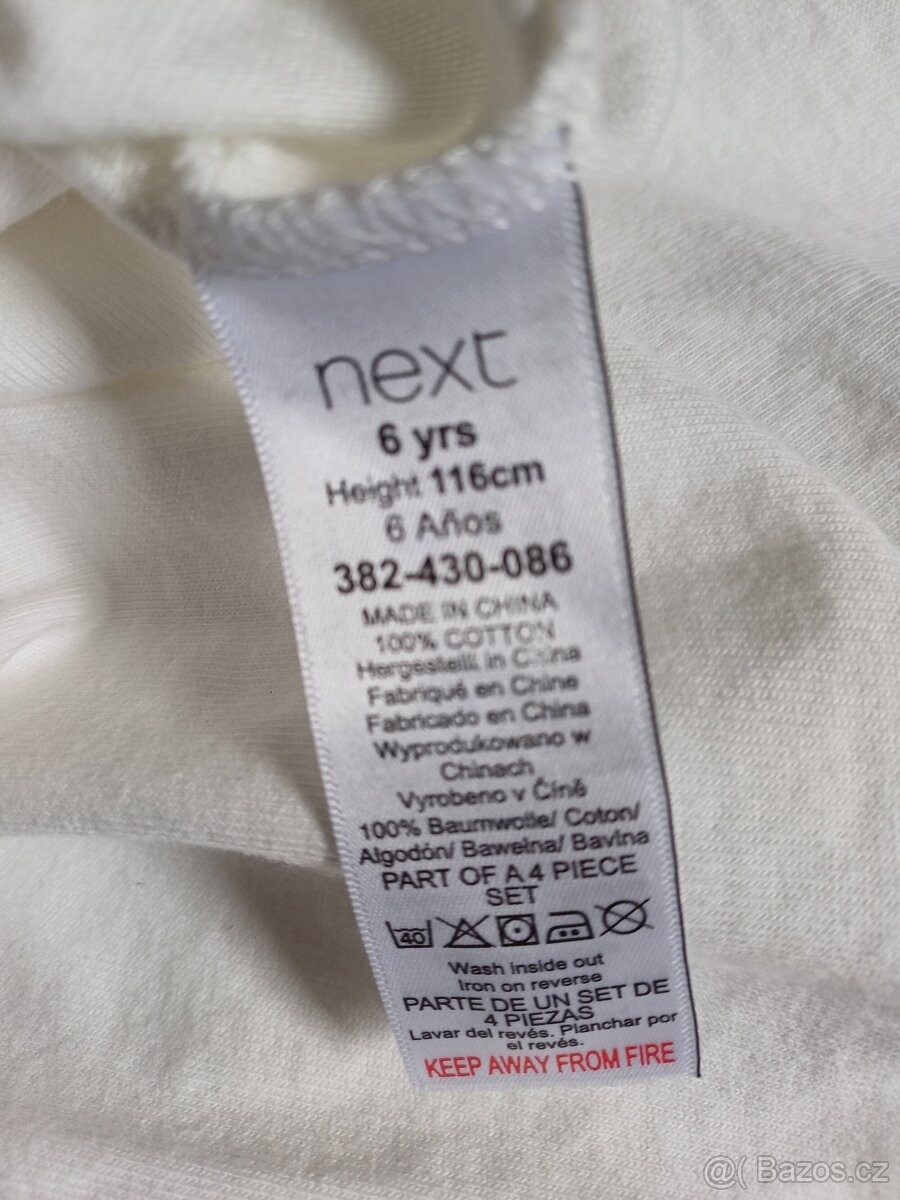 next
6 yrs
Height 116cm
6 Años
382-430-086
MADE IN CHINA
100% COTTON
Hergestellt in China
Fabriqué en Chine
Fabricado en China
Wyprodukowano w
Chinach
Vyrobeno v Číně
100% Baumwolle/ Coton/
Algodón/ Bawełna/ Bavlna
PART OF A 4 PIECE
SET
40
Wash inside out
Iron on reverse
PARTE DE UN SET DE
4 PIEZAS
Lavar del revés. Planchar por
el revés.
KEEP AWAY FROM FIRE
@( Bazos.cz